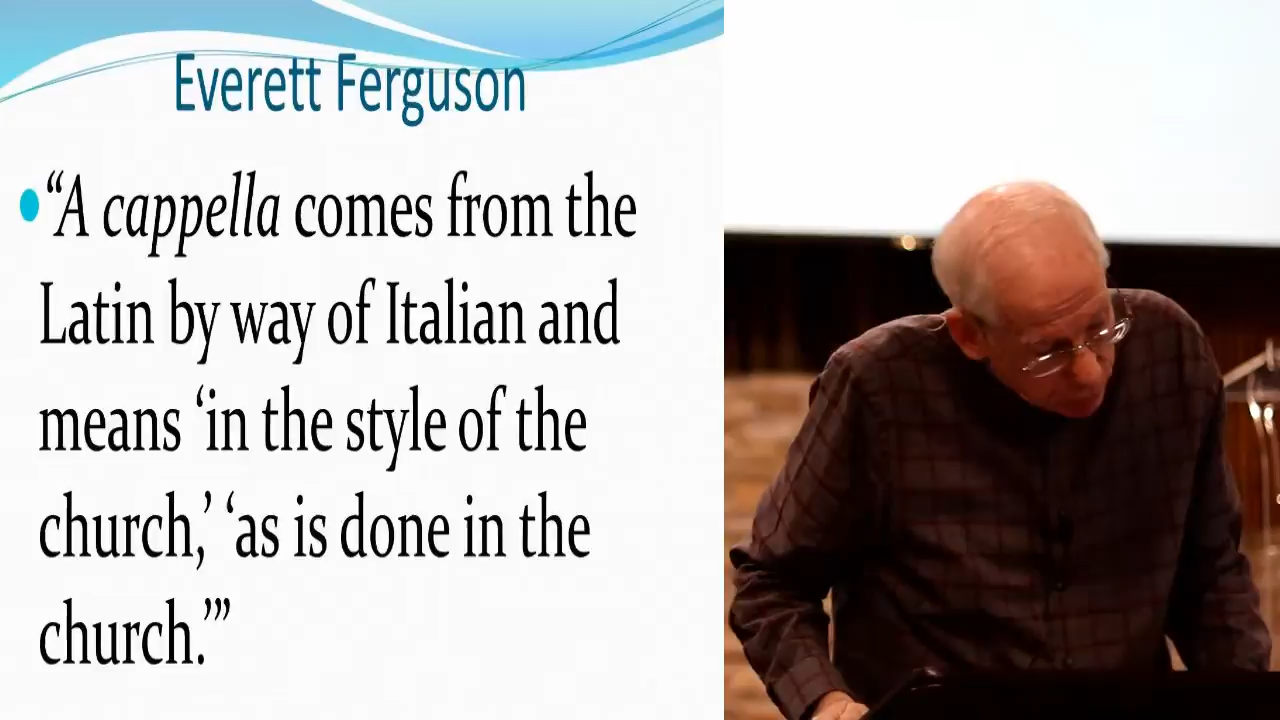 Everett Ferguson
“A cappella comes from the
Latin by way of Italian and
means ‘in the style of the
church,’ ‘as is done in the
church.’”